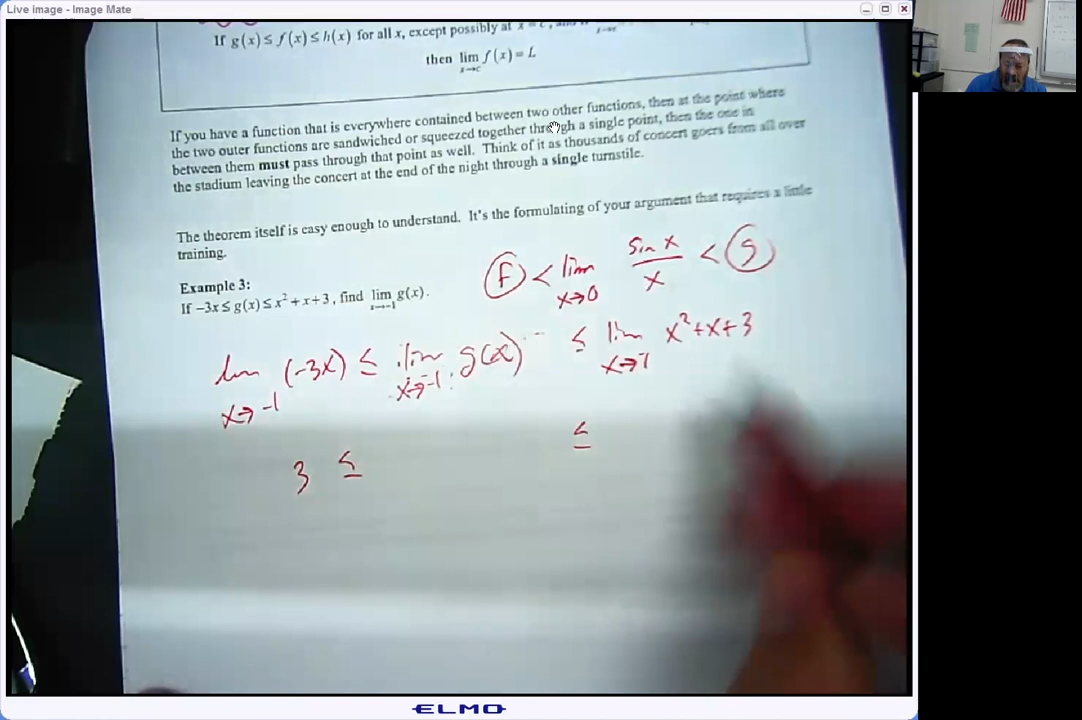 Live image - Image Mate
If g(x) ≤ f(x) ≤ h(x) for all x, except possibly at x = c,
then lim f(x) = L
x→c
If you have a function that is everywhere contained between two other functions, then at the point where
the two outer functions are sandwiched or squeezed together through a single point, then the one in
between them must pass through that point as well. Think of it as thousands of concert goers from all over
the stadium leaving the concert at the end of the night through a single turnstile.
The theorem itself is easy enough to understand. It's the formulating of your argument that requires a little
training.
Example 3:
If −3x ≤ g(x) ≤ x² + x + 3, find lim g(x).
x→−1
F < lim sin x / x < G
x→0
lim (−3x) ≤ lim g(x) ≤ lim x² + x + 3
x→−1 x→−1 x→−1
3 ≤ ≤
ELMO